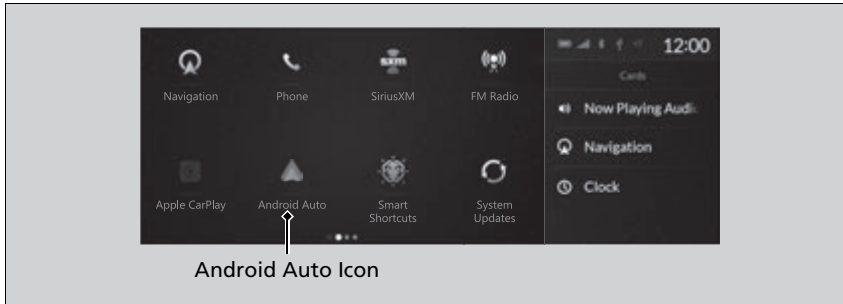 Navigation
Phone
sxm
SiriusXM
FM Radio
Apple CarPlay
Android Auto
Smart
Shortcuts
System
Updates
12:00
Cards
Now Playing Audi
Navigation
Clock
Android Auto Icon